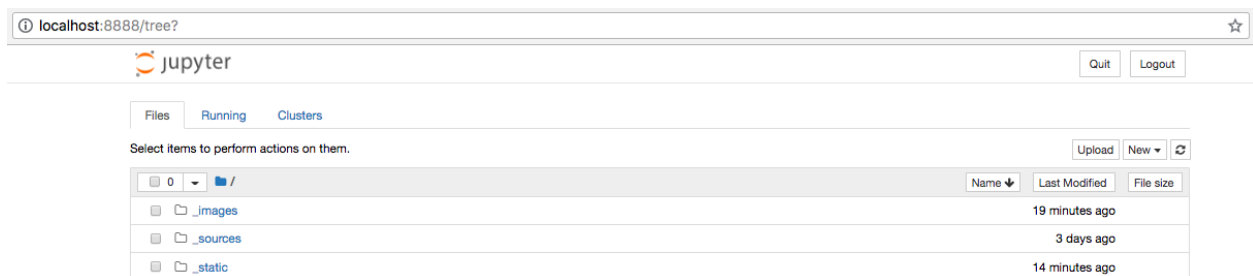 localhost:8888/tree?
jupyter Quit Logout
Files Running Clusters
Select items to perform actions on them. Upload New
0 / Name Last Modified File size
_images 19 minutes ago
_sources 3 days ago
_static 14 minutes ago